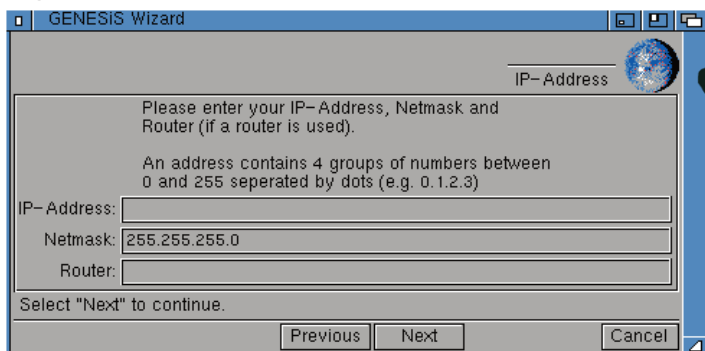 GENESiS Wizard
IP-Address
Please enter your IP-Address, Netmask and
Router (if a router is used).
An address contains 4 groups of numbers between
0 and 255 seperated by dots (e.g. 0.1.2.3)
IP-Address:
Netmask: 255.255.255.0
Router:
Select "Next" to continue.
Previous Next Cancel